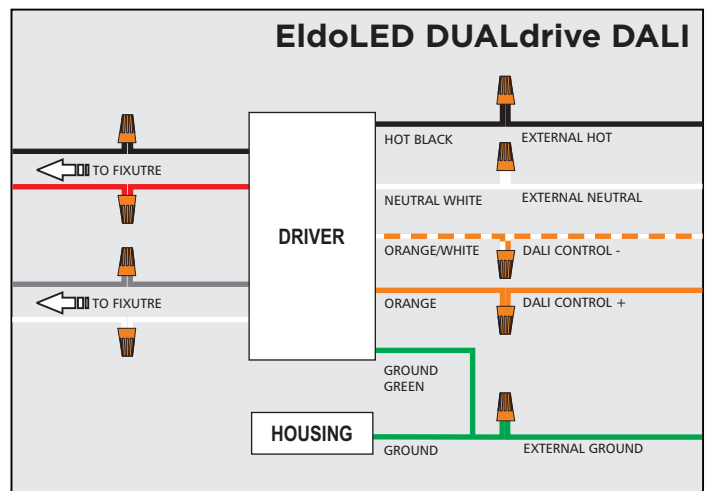 EldoLED DUALdrive DALI
HOT BLACK
EXTERNAL HOT
TO FIXUTRE
NEUTRAL WHITE
EXTERNAL NEUTRAL
DRIVER
ORANGE/WHITE
DALI CONTROL -
TO FIXUTRE
ORANGE
DALI CONTROL +
GROUND
GREEN
HOUSING
GROUND
EXTERNAL GROUND